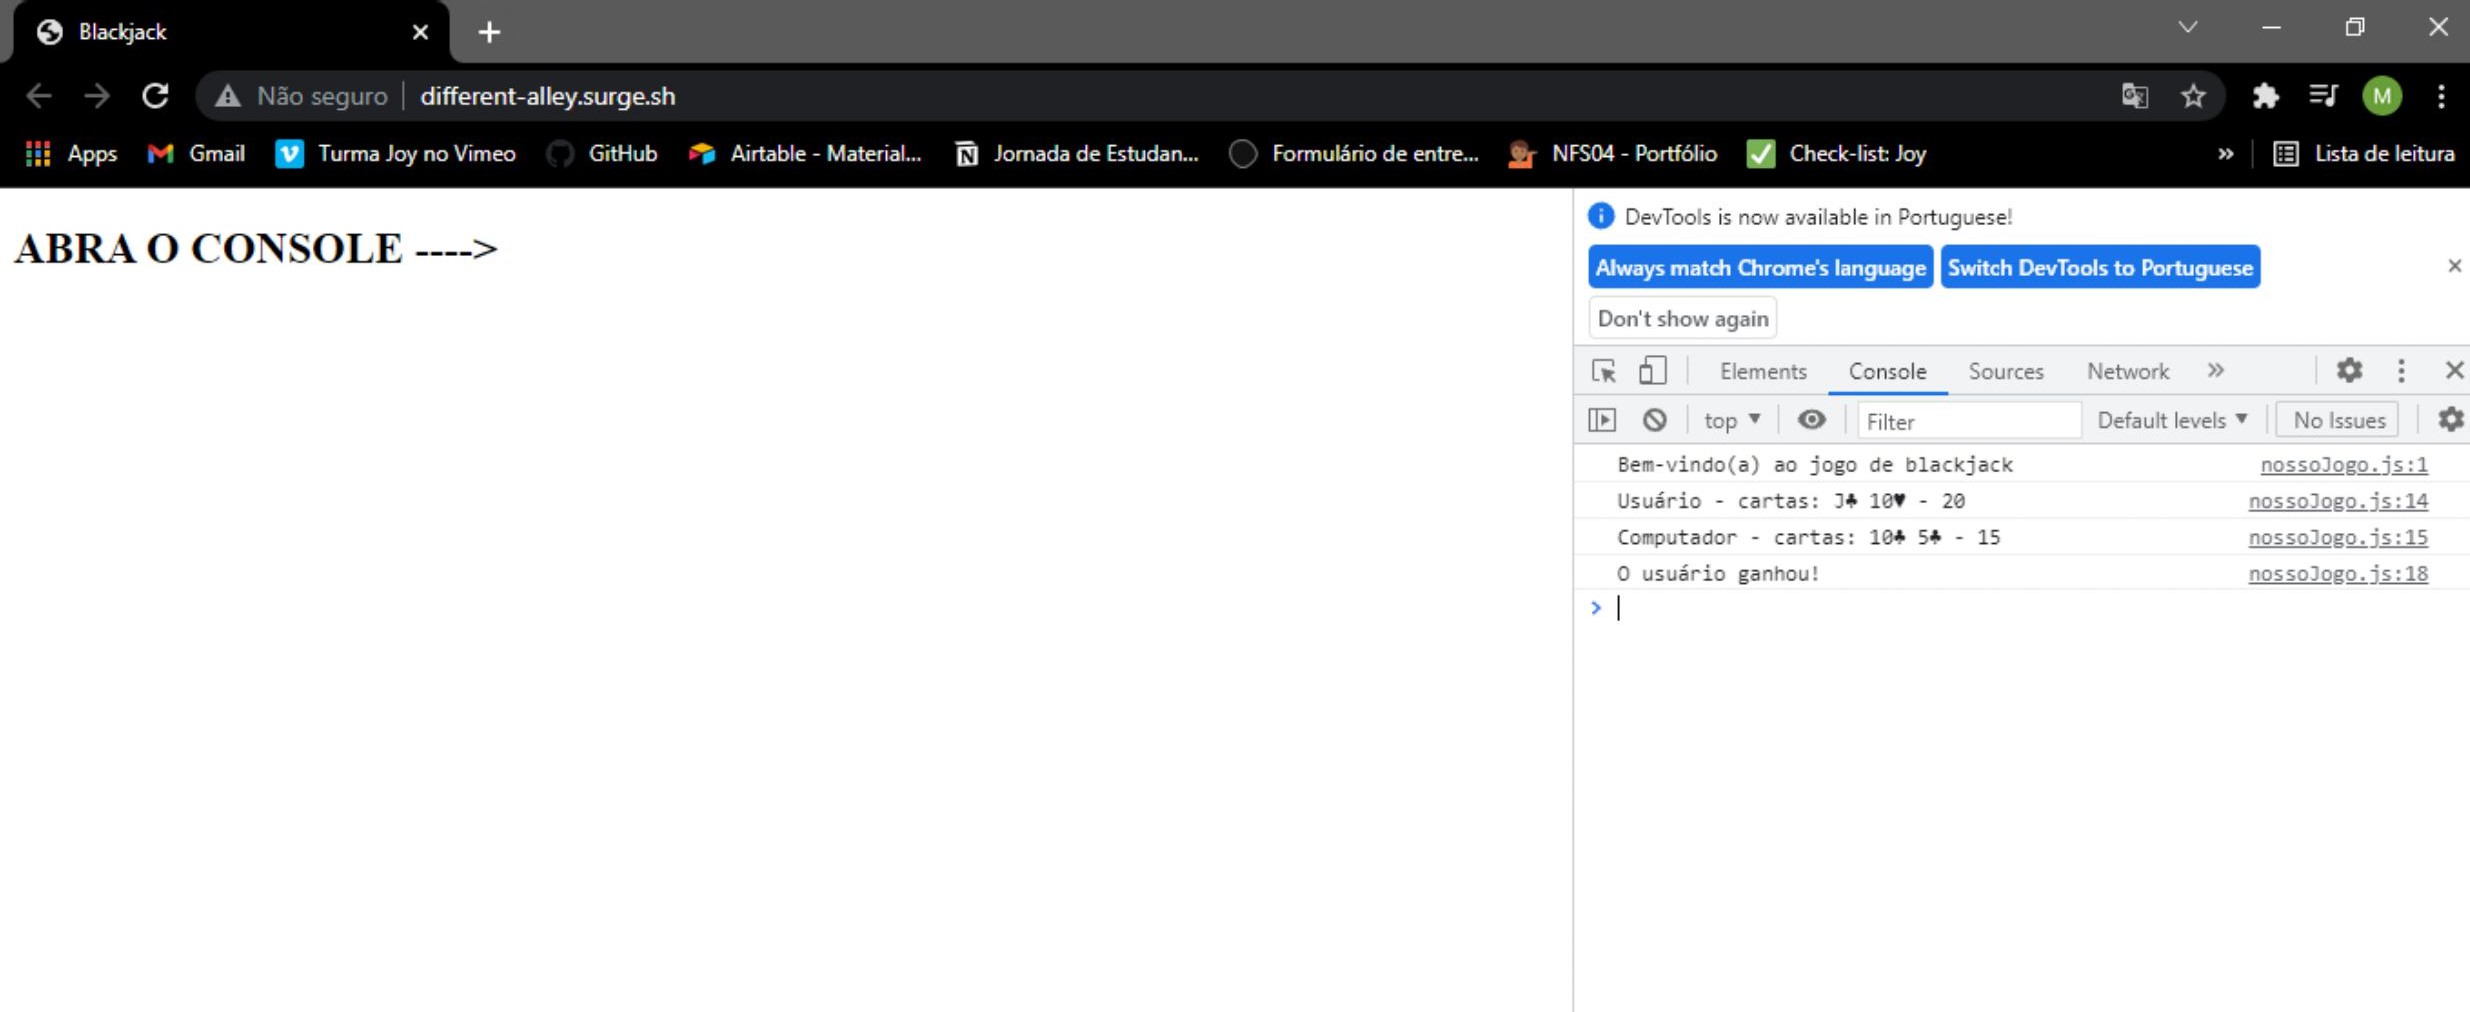 Blackjack
Não seguro different-alley.surge.sh
Apps Gmail Turma Joy no Vimeo GitHub Airtable - Material... Jornada de Estudan... Formulário de entre... NFS04 - Portfólio Check-list: Joy » Lista de leitura
M
ABRA O CONSOLE ---->
DevTools is now available in Portuguese!
Always match Chrome's language Switch DevTools to Portuguese
Don't show again
Elements Console Sources Network »
top Filter Default levels No Issues
Bem-vindo(a) ao jogo de blackjack nossoJogo.js:1
Usuário - cartas: J♣ 10♥ - 20 nossoJogo.js:14
Computador - cartas: 10♣ 5♣ - 15 nossoJogo.js:15
O usuário ganhou! nossoJogo.js:18
>